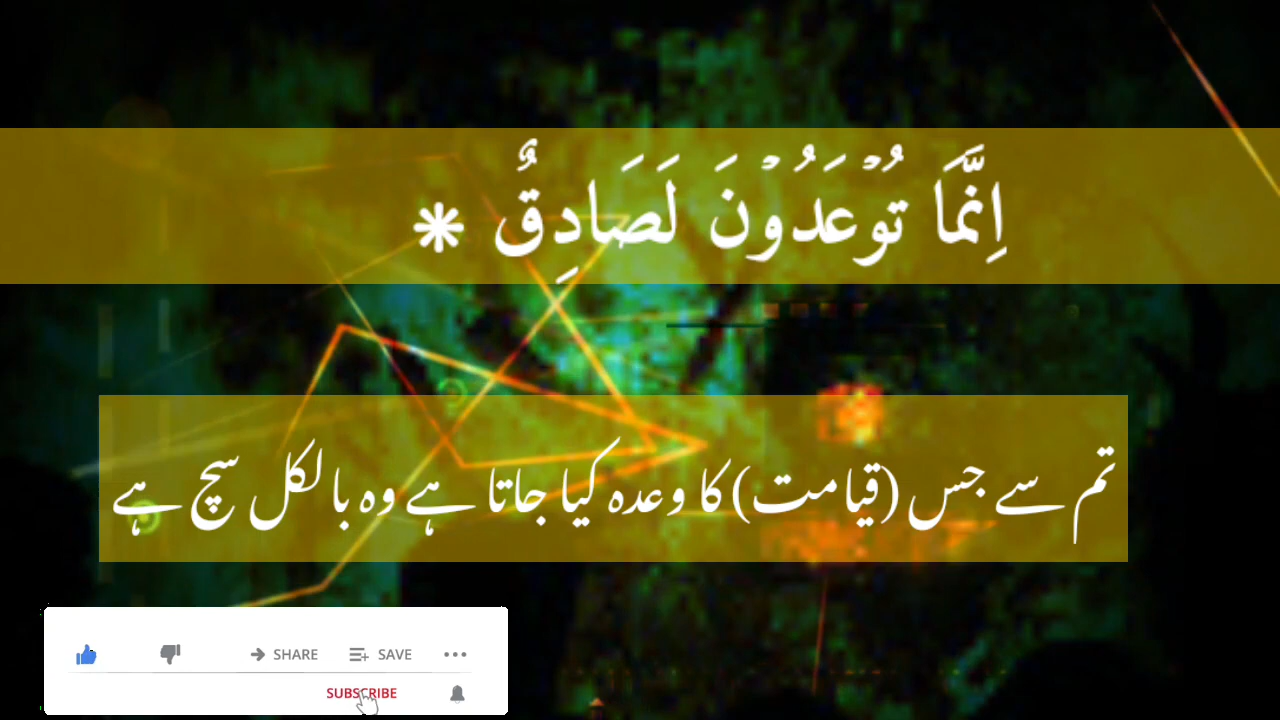 اِنَّمَا تُوۡعَدُوۡنَ لَصَادِقٌ *
تم سے جس (قیامت) کا وعدہ کیا جاتا ہے وہ بالکل سچ ہے
SHARE SAVE
SUBSCRIBE